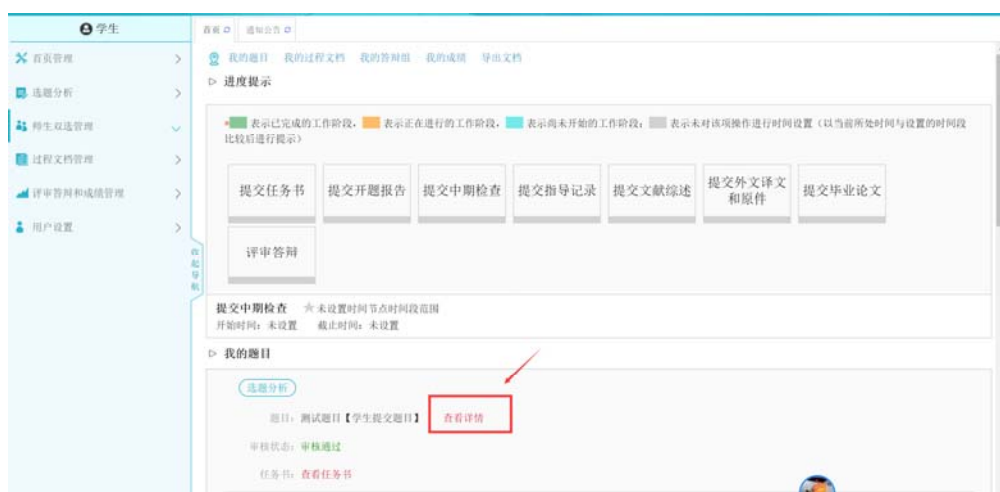 学生
首页
通知公告
首页管理
选题分析
师生双选管理
过程文档管理
评审答辩和成绩管理
用户设置
收起导航
我的题目 我的过程文档 我的答辩组 我的成绩 导出文档
进度提示
*表示已完成的工作阶段，表示正在进行的工作阶段，表示尚未开始的工作阶段；表示未对该项操作进行时间设置（以当前所处时间与设置的时间段
比较后进行提示）
提交任务书 提交开题报告 提交中期检查 提交指导记录 提交文献综述 提交外文译文和原件 提交毕业论文
评审答辩
提交中期检查 未设置时间节点时间段范围
开始时间：未设置 截止时间：未设置
我的题目
选题分析
题目：测试题目【学生提交题目】 查看详情
审核状态：审核通过
任务书：查看任务书